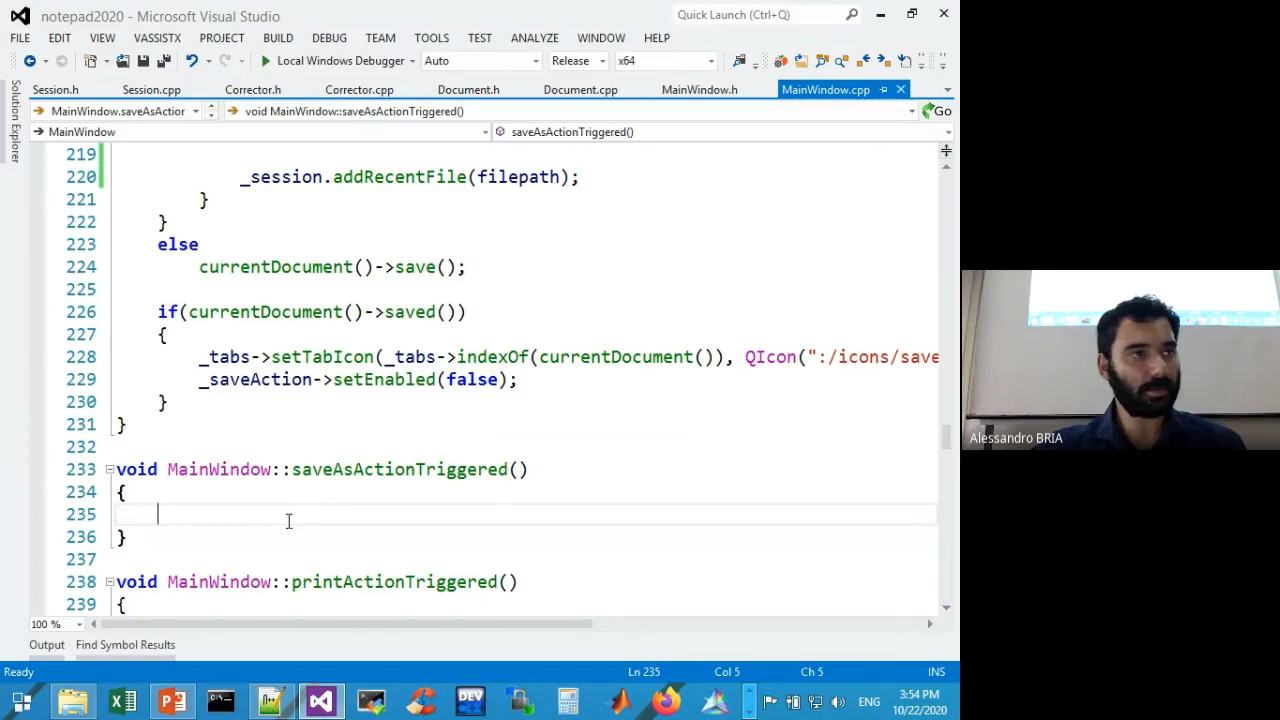 notepad2020 - Microsoft Visual Studio
Quick Launch (Ctrl+Q)
FILE EDIT VIEW VASSISTX PROJECT BUILD DEBUG TEAM TOOLS TEST ANALYZE WINDOW HELP
Local Windows Debugger Auto Release x64
Session.h Session.cpp Corrector.h Corrector.cpp Document.h Document.cpp MainWindow.h MainWindow.cpp
MainWindow.saveAsActior void MainWindow::saveAsActionTriggered() Go
MainWindow saveAsActionTriggered()
Solution Explorer
219
220 _session.addRecentFile(filepath);
221 }
222 }
223 else
224 currentDocument()->save();
225
226 if(currentDocument()->saved())
227 {
228 _tabs->setTabIcon(_tabs->indexOf(currentDocument()), QIcon(":/icons/save
229 _saveAction->setEnabled(false);
230 }
231 }
232
233 void MainWindow::saveAsActionTriggered()
234 {
235
236 }
237
238 void MainWindow::printActionTriggered()
239 {
100 %
Output Find Symbol Results
Ready Ln 235 Col 5 Ch 5 INS
DEV
ENG
3:54 PM
10/22/2020
Alessandro BRIA